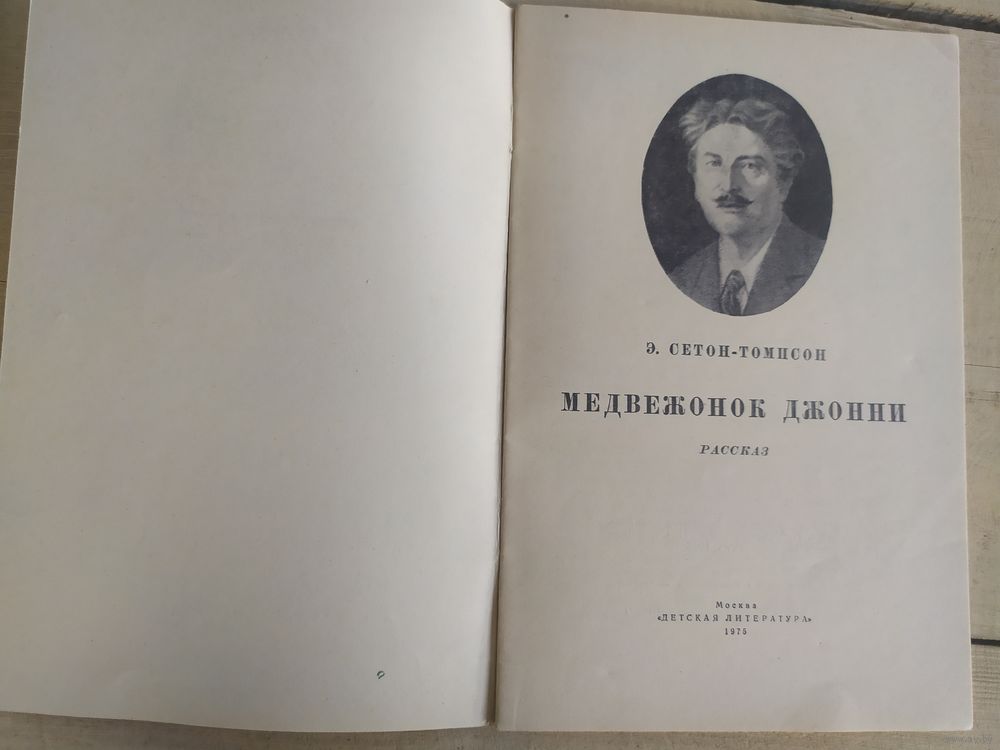 Э. СЕТОН-ТОМПСОН
МЕДВЕЖОНОК ДЖОННИ
РАССКАЗ
Москва
«ДЕТСКАЯ ЛИТЕРАТУРА»
1975